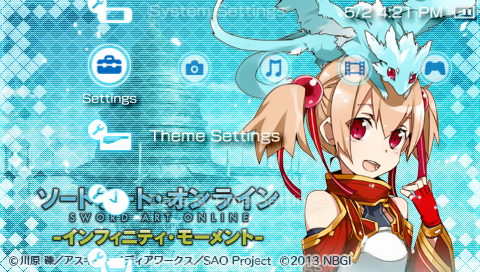 System Settings
5/2 4:21 PM
Settings
Theme Settings
ソードアート・オンライン
SWORD ART ONLINE
-インフィニティ・モーメント-
©川原 礫／アス メディアワークス／SAO Project ©2013 NBGI